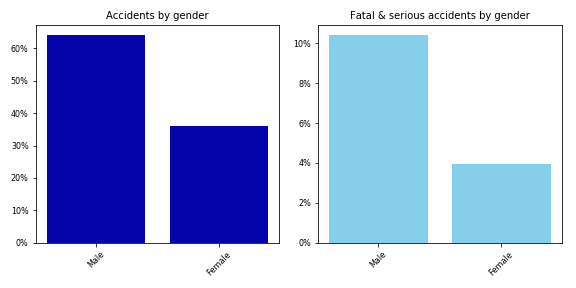 Accidents by gender
60%
50%
40%
30%
20%
10%
0%
Male
Female
Fatal & serious accidents by gender
10%
8%
6%
4%
2%
0%
Male
Female